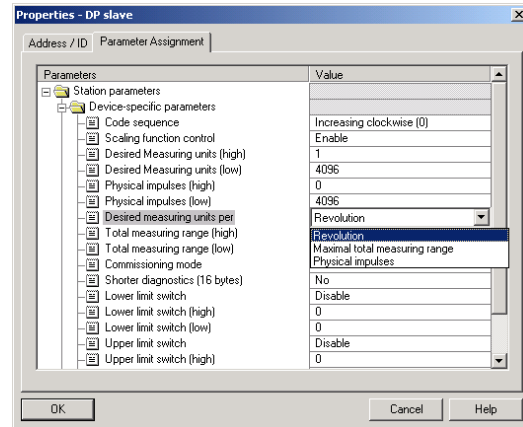 Properties - DP slave
Address / ID Parameter Assignment
Parameters Value
Station parameters
Device-specific parameters
Code sequence Increasing clockwise (0)
Scaling function control Enable
Desired Measuring units (high) 1
Desired Measuring units (low) 4096
Physical impulses (high) 0
Physical impulses (low) 4096
Desired measuring units per Revolution
Total measuring range (high) Revolution
Total measuring range (low) Maximal total measuring range
Commissioning mode Physical impulses
Shorter diagnostics (16 bytes) No
Lower limit switch Disable
Lower limit switch (high) 0
Lower limit switch (low) 0
Upper limit switch Disable
Upper limit switch (high) 0
OK Cancel Help